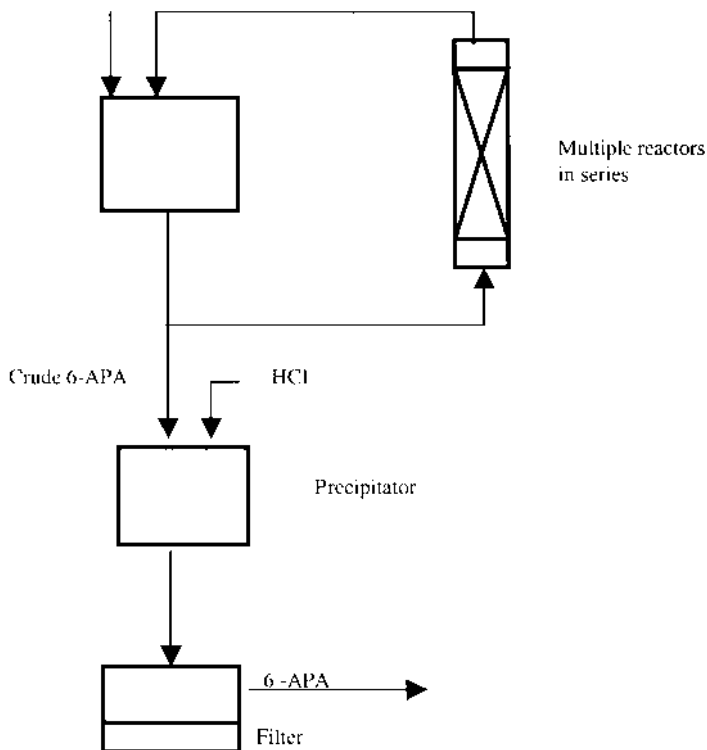 Multiple reactors
in series
Crude 6-APA
HCl
Precipitator
6 -APA
Filter